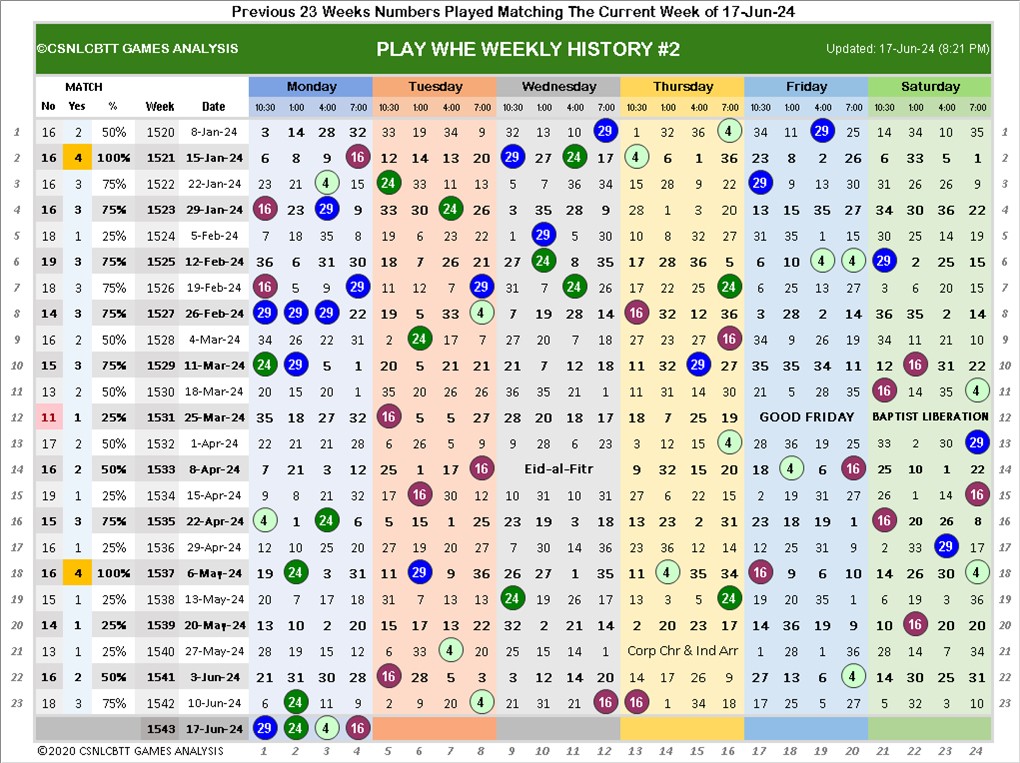 Previous 23 Weeks Numbers Played Matching The Current Week of 17-Jun-24
©CSNLCBTT GAMES ANALYSIS PLAY WHE WEEKLY HISTORY #2 Updated: 17-Jun-24 (8:21 PM)
MATCH Monday Tuesday Wednesday Thursday Friday Saturday
No Yes % Week Date 10:30 1:00 4:00 7:00 10:30 1:00 4:00 7:00 10:30 1:00 4:00 7:00 10:30 1:00 4:00 7:00 10:30 1:00 4:00 7:00 10:30 1:00 4:00 7:00
1 16 2 50% 1520 8-Jan-24 3 14 28 32 33 19 34 9 32 13 10 29 1 32 36 4 34 11 29 25 14 34 10 35 1
2 16 4 100% 1521 15-Jan-24 6 8 9 16 12 14 13 20 29 27 24 17 4 6 1 36 23 8 2 26 6 33 5 1 2
3 16 3 75% 1522 22-Jan-24 23 21 4 15 24 33 11 13 5 7 36 34 15 28 9 22 29 9 13 30 31 26 26 9 3
4 16 3 75% 1523 29-Jan-24 16 23 29 9 33 30 24 26 3 35 28 9 28 1 3 20 13 15 35 27 34 30 36 22 4
5 18 1 25% 1524 5-Feb-24 7 18 35 8 19 6 23 22 1 29 5 30 10 8 32 27 31 35 1 15 30 25 14 19 5
6 19 3 75% 1525 12-Feb-24 36 6 31 30 18 7 26 21 27 24 8 35 17 28 36 5 6 10 4 4 29 2 25 15 6
7 18 3 75% 1526 19-Feb-24 16 5 9 29 11 12 7 29 31 7 24 26 17 22 25 24 6 25 13 27 3 6 20 15 7
8 14 3 75% 1527 26-Feb-24 29 29 29 22 19 5 33 4 7 19 28 14 16 32 12 36 3 28 2 14 36 35 2 14 8
9 16 2 50% 1528 4-Mar-24 34 26 22 31 2 24 17 7 27 20 7 18 27 23 27 16 34 9 26 19 34 11 21 10 9
10 15 3 75% 1529 11-Mar-24 24 29 5 1 20 5 21 21 21 7 12 18 11 32 29 27 35 35 34 11 12 16 31 22 10
11 13 2 50% 1530 18-Mar-24 20 15 20 1 35 20 26 26 36 35 21 1 11 31 14 30 21 5 28 35 16 14 35 4 11
12 11 1 25% 1531 25-Mar-24 35 18 27 32 16 5 5 27 28 20 18 17 18 7 25 19 GOOD FRIDAY BAPTIST LIBERATION 12
13 17 2 50% 1532 1-Apr-24 22 21 21 28 6 26 5 9 9 28 6 23 3 12 15 4 28 36 19 25 33 2 30 29 13
14 16 2 50% 1533 8-Apr-24 7 21 3 12 25 1 17 16 Eid-al-Fitr 9 32 15 20 18 4 6 16 25 10 1 22 14
15 19 1 25% 1534 15-Apr-24 9 8 21 32 17 16 30 12 10 31 10 31 27 6 22 15 2 19 31 27 26 1 14 16 15
16 15 3 75% 1535 22-Apr-24 4 1 24 6 5 15 1 25 23 19 3 18 13 23 2 31 23 18 19 1 16 20 26 8 16
17 16 1 25% 1536 29-Apr-24 12 10 25 20 27 19 20 27 7 30 14 36 23 36 12 14 12 25 31 9 2 33 29 17 17
18 16 4 100% 1537 6-May-24 19 24 3 31 11 29 9 36 26 27 1 35 11 4 35 34 16 9 6 10 14 26 30 4 18
19 15 1 25% 1538 13-May-24 20 7 17 18 31 7 13 13 24 19 26 17 13 3 5 24 19 20 35 1 6 19 3 36 19
20 14 1 25% 1539 20-May-24 13 10 2 20 15 17 13 22 32 2 21 14 2 20 23 17 14 36 19 9 10 16 20 20 20
21 13 1 25% 1540 27-May-24 28 19 15 12 6 33 4 20 25 15 14 1 Corp Chr & Ind Arr 1 28 1 36 28 14 7 34 21
22 16 2 50% 1541 3-Jun-24 21 31 30 28 16 28 5 3 3 12 14 20 14 17 26 9 27 13 6 4 14 30 25 31 22
23 18 3 75% 1542 10-Jun-24 6 24 11 9 2 9 20 4 21 31 5 16 16 1 34 18 17 25 5 27 5 32 3 10 23
1543 17-Jun-24 29 24 4 16
©2020 CSNLCBTT GAMES ANALYSIS 1 2 3 4 5 6 7 8 9 10 11 12 13 14 15 16 17 18 19 20 21 22 23 24